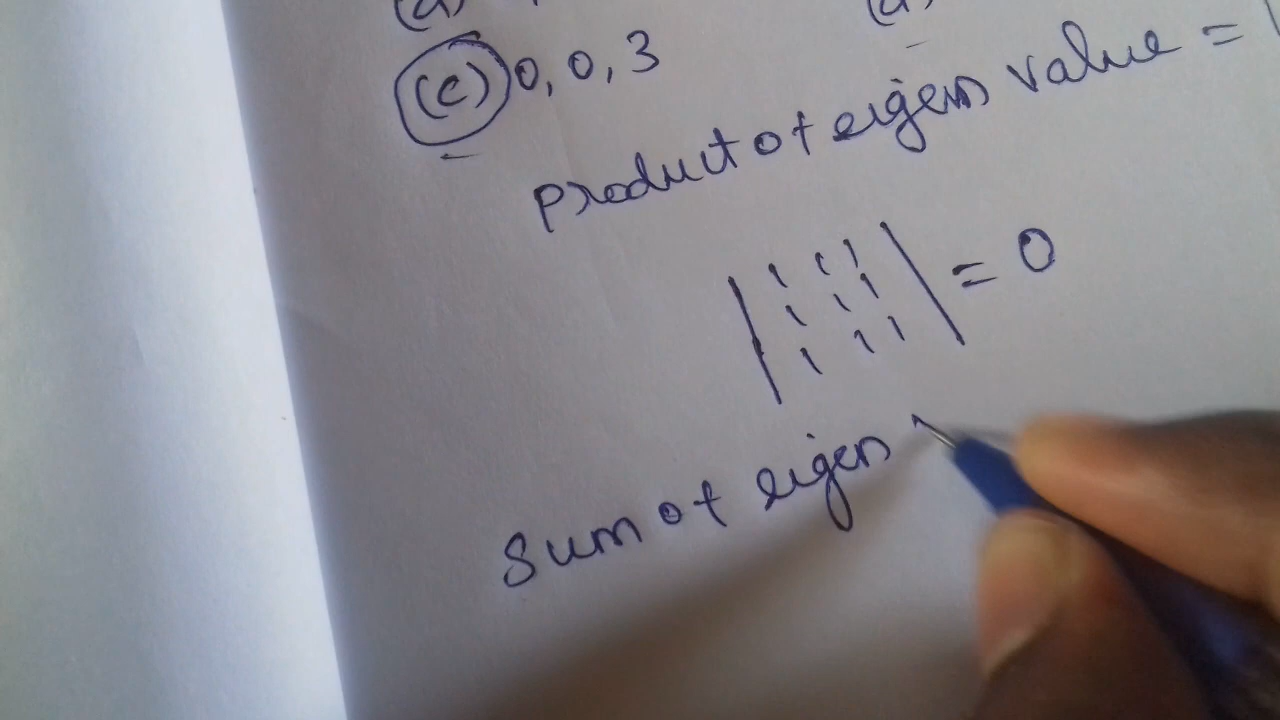 (c) 0, 0, 3
product of eigen value =
| 1 1 1 |
| 1 1 1 | = 0
| 1 1 1 |
sum of eigen